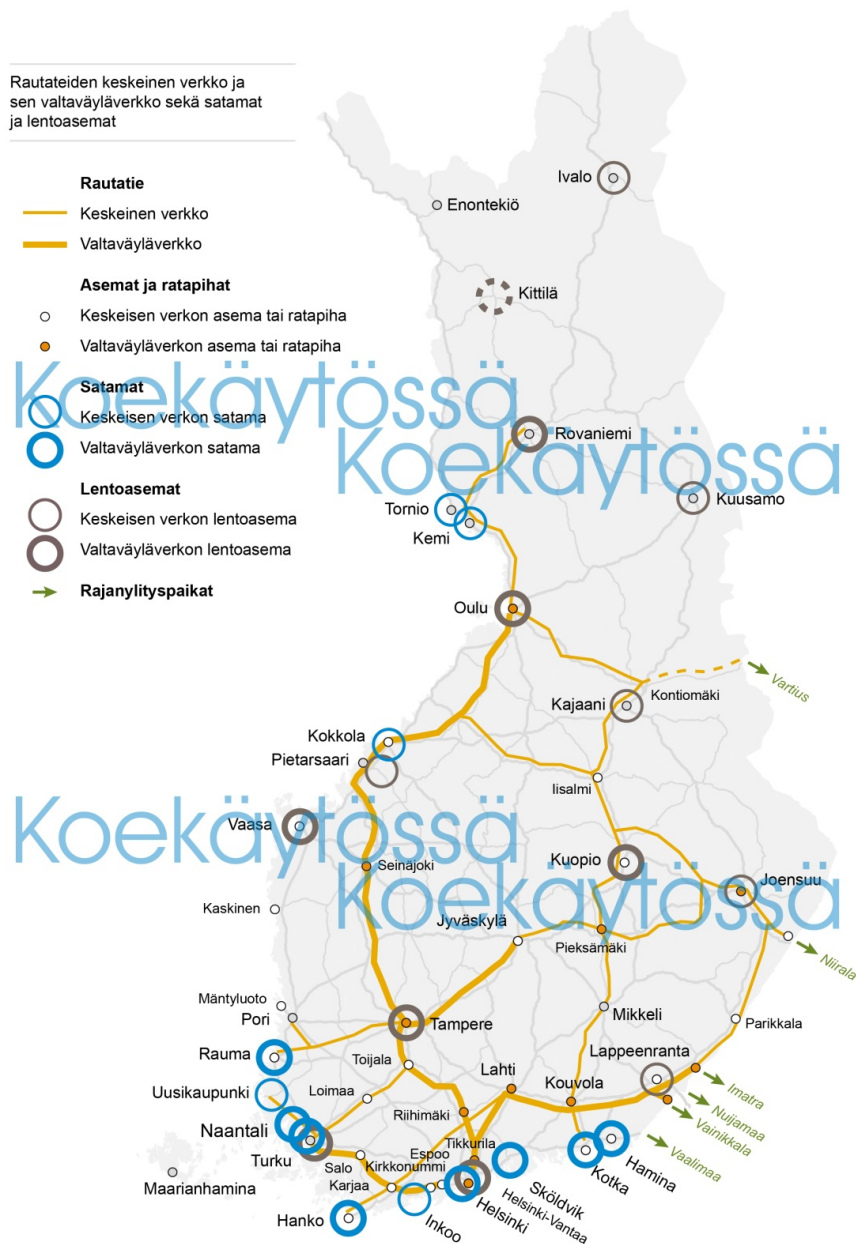 Rautateiden keskeinen verkko ja
sen valtaväyläverkko sekä satamat
ja lentoasemat
Rautatie
Keskeinen verkko
Valtaväyläverkko
Asemat ja ratapihat
Keskeisen verkon asema tai ratapiha
Valtaväyläverkon asema tai ratapiha
Satamat
Keskeisen verkon satama
Valtaväyläverkon satama
Lentoasemat
Keskeisen verkon lentoasema
Valtaväyläverkon lentoasema
Rajanylityspaikat
Koekäytössä
Koekäytössä
Koekäytössä
Koekäytössä
Ivalo
Enontekiö
Kittilä
Rovaniemi
Kuusamo
Tornio
Kemi
Oulu
Vartius
Kontiomäki
Kajaani
Kokkola
Pietarsaari
Iisalmi
Vaasa
Kuopio
Seinäjoki
Joensuu
Kaskinen
Jyväskylä
Pieksämäki
Niirala
Mäntyluoto
Pori
Tampere
Mikkeli
Parikkala
Rauma
Toijala
Lappeenranta
Lahti
Kouvola
Imatra
Uusikaupunki
Loimaa
Nuijamaa
Riihimäki
Vainikkala
Naantali
Tikkurila
Vaalimaa
Turku
Espoo
Salo
Kirkkonummi
Karjaa
Maarianhamina
Hanko
Inkoo
Helsinki
Helsinki-Vantaa
Sköldvik
Kotka
Hamina